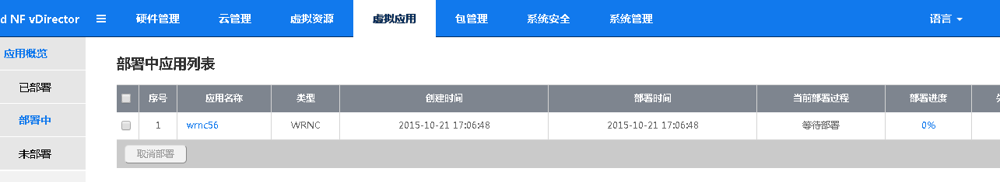 d NF vDirector 硬件管理 云管理 虚拟资源 虚拟应用 包管理 系统安全 系统管理 语言
应用概览
已部署
部署中
未部署
部署中应用列表
序号 应用名称 类型 创建时间 部署时间 当前部署过程 部署进度
1 wrnc56 WRNC 2015-10-21 17:06:48 2015-10-21 17:06:48 等待部署 0%
取消部署